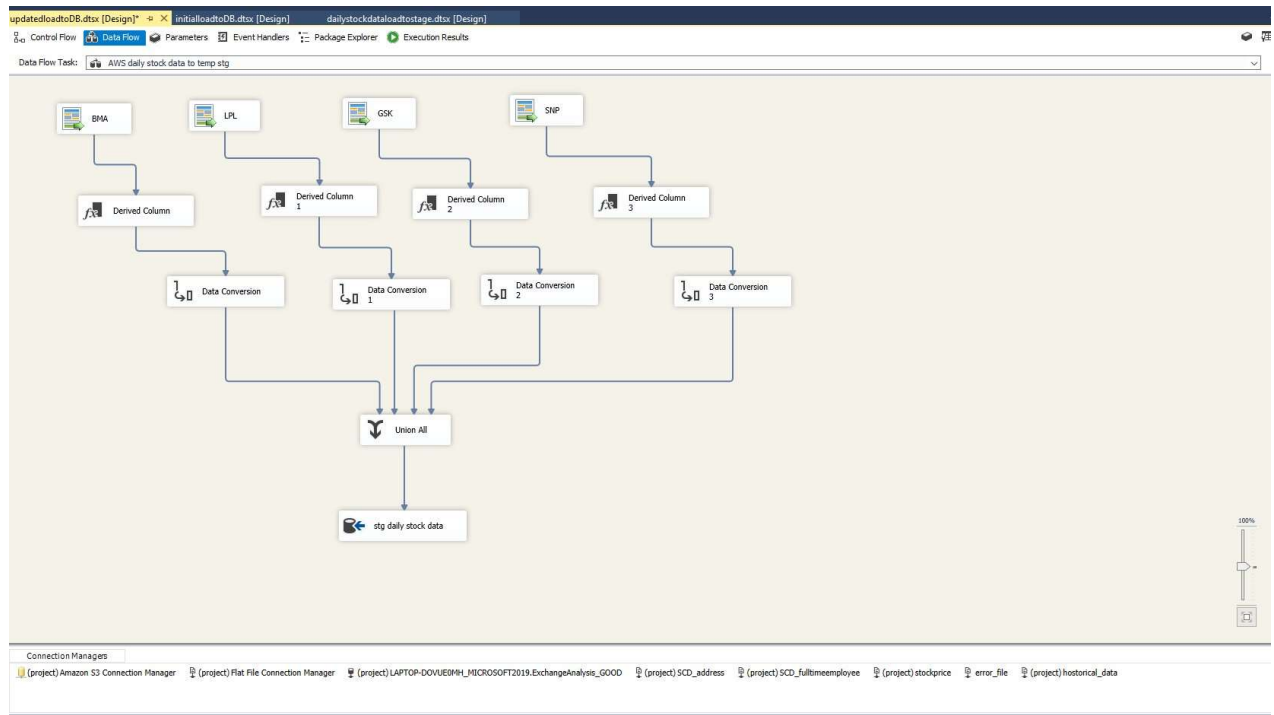 updatedloadtoDB.dtsx [Design]* initialloadtoDB.dtsx [Design] dailystockdataloadtostage.dtsx [Design]
Control Flow Data Flow Parameters Event Handlers Package Explorer Execution Results
Data Flow Task: AWS daily stock data to temp stg
BMA
LPL
GSK
SNP
Derived Column
Derived Column
1
Derived Column
2
Derived Column
3
Data Conversion
Data Conversion
1
Data Conversion
2
Data Conversion
3
Union All
stg daily stock data
100%
Connection Managers
(project) Amazon S3 Connection Manager (project) Flat File Connection Manager (project) LAPTOP-DOVUE0MH_MICROSOFT2019.ExchangeAnalysis_GOOD (project) SCD_address (project) SCD_fulltimeemployee (project) stockprice error_file (project) hostorical_data